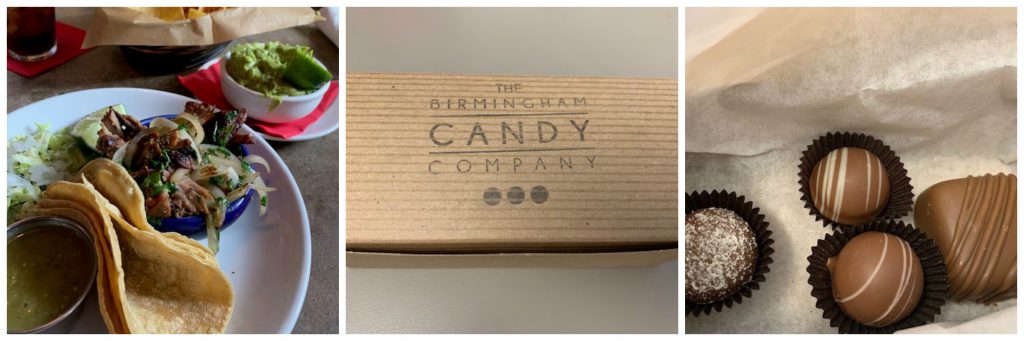 THE
BIRMINGHAM
CANDY
COMPANY